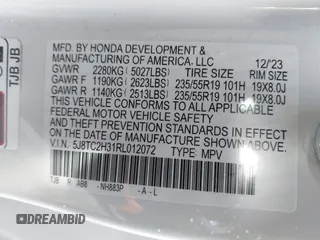 TJB JB
MFD. BY HONDA DEVELOPMENT &
MANUFACTURING OF AMERICA, LLC 12/'23
GVWR 2280KG (5027LBS) TIRE SIZE RIM SIZE
GAWR F 1190KG (2623LBS) 235/55R19 101H 19X8.0J
GAWR R 1140KG (2513LBS) 235/55R19 101H 19X8.0J
THIS VEHICLE CONFORMS TO ALL APPLICABLE
FEDERAL MOTOR VEHICLE SAFETY AND
THEFT PREVENTION STANDARDS IN EFFECT ON
THE DATE OF MANUFACTURE SHOWN ABOVE.
V.I.N. 5J8TC2H31RL012072 TYPE: MPV
TJB R AB8 - NH883P - A - L
DREAMBID